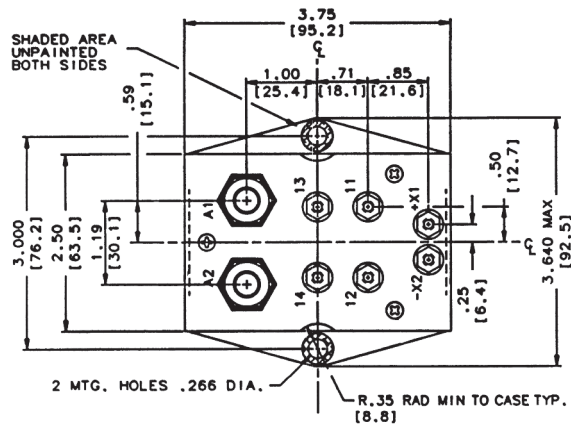 3.75
[95.2]
SHADED AREA
UNPAINTED
BOTH SIDES
C L
1.00
[25.4]
.71
[18.1]
.85
[21.6]
.59
[15.1]
.50
[12.7]
3.000
[76.2]
2.50
[63.5]
1.19
[30.1]
A1
13
11
+X1
C L
3.640 MAX
[92.5]
A2
14
12
-X2
.25
[6.4]
2 MTG. HOLES .266 DIA.
R.35 RAD MIN TO CASE TYP.
[8.8]